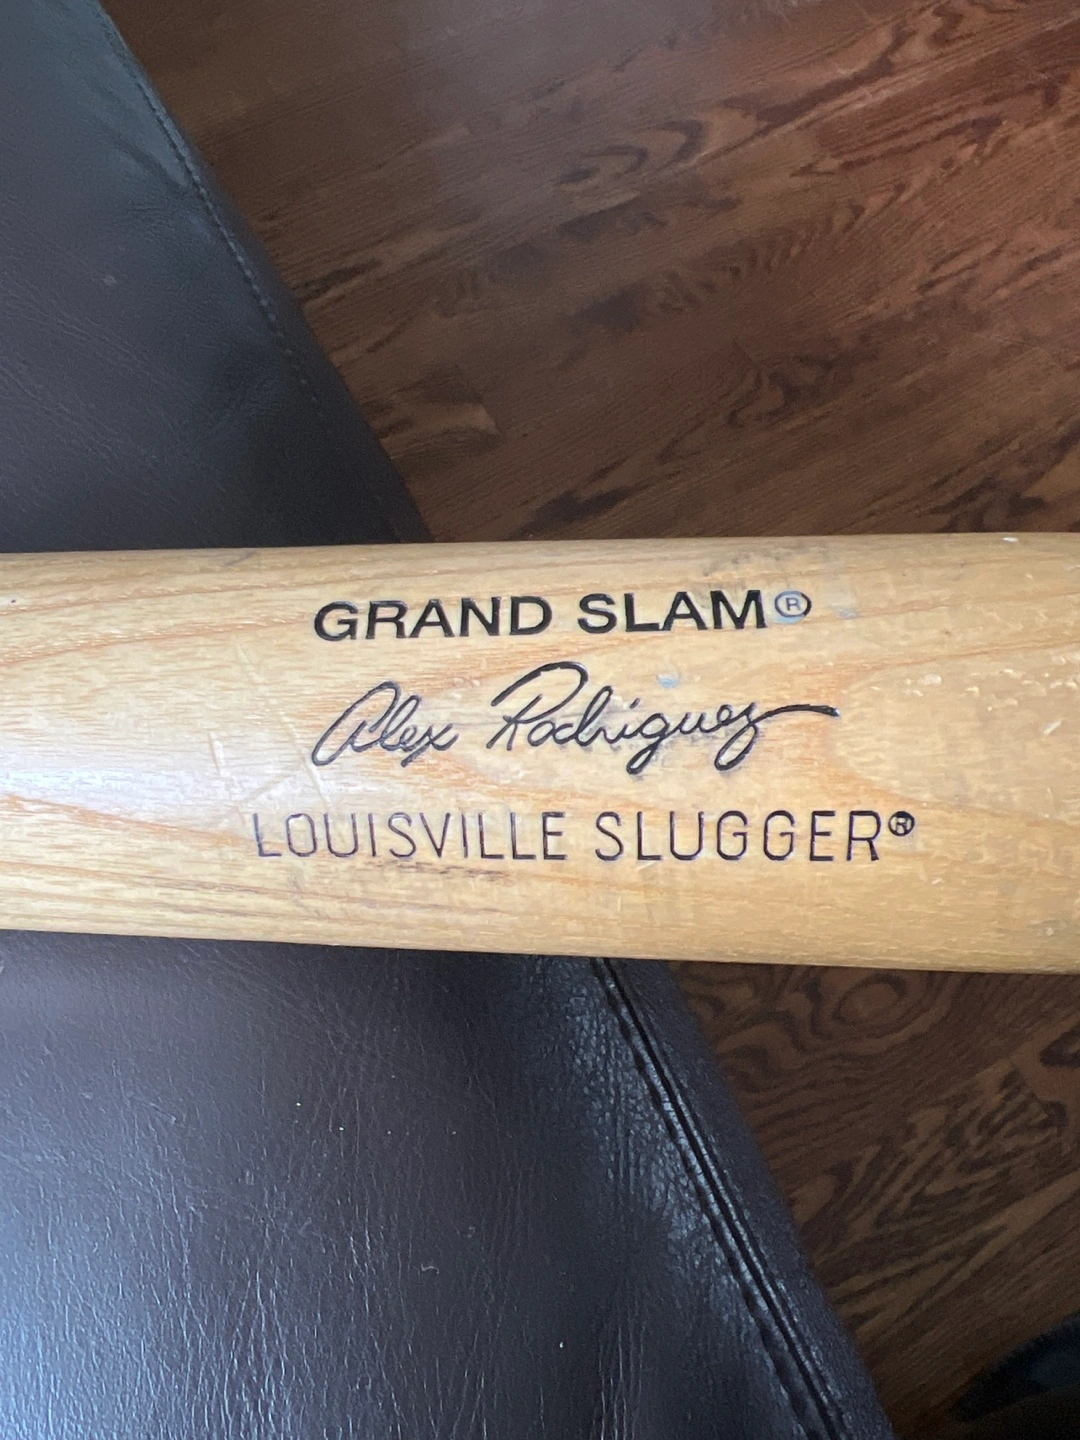 GRAND SLAM®
Alex Rodriguez
LOUISVILLE SLUGGER®